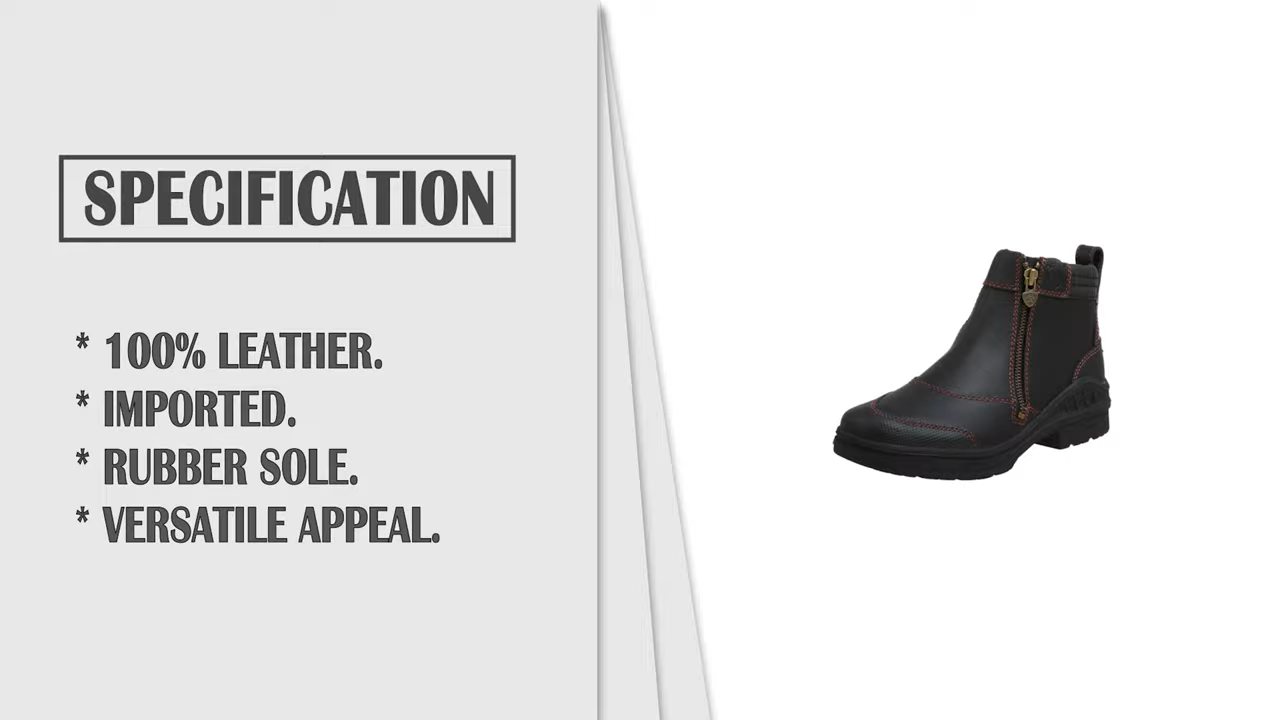 SPECIFICATION
* 100% LEATHER.
* IMPORTED.
* RUBBER SOLE.
* VERSATILE APPEAL.